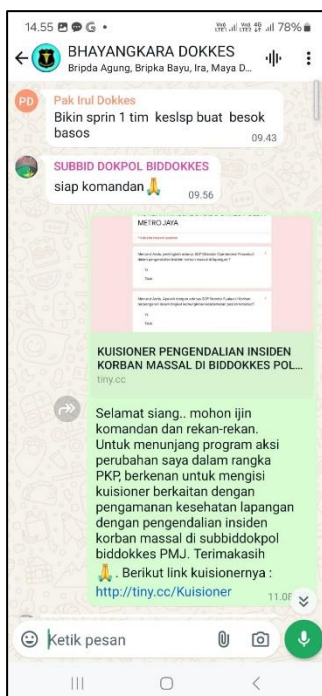 14.55
78%
BHAYANGKARA DOKKES
Bripda Agung, Bripka Bayu, Ira, Maya D...
PD
Pak Irul Dokkes
Bikin sprin 1 tim keslsp buat besok
basos
09.43
SUBBID DOKPOL BIDDOKKES
siap komandan
09.56
METRO JAYA
KUISIONER PENGENDALIAN INSIDEN
KORBAN MASSAL DI BIDDOKKES POL...
tiny.cc
Selamat siang.. mohon ijin
komandan dan rekan-rekan.
Untuk menunjang program aksi
perubahan saya dalam rangka
PKP, berkenan untuk mengisi
kuisioner berkaitan dengan
pengamanan kesehatan lapangan
dengan pengendalian insiden
korban massal di subbiddokpol
biddokkes PMJ. Terimakasih
. Berikut link kuisionernya :
http://tiny.cc/Kuisioner
Ketik pesan